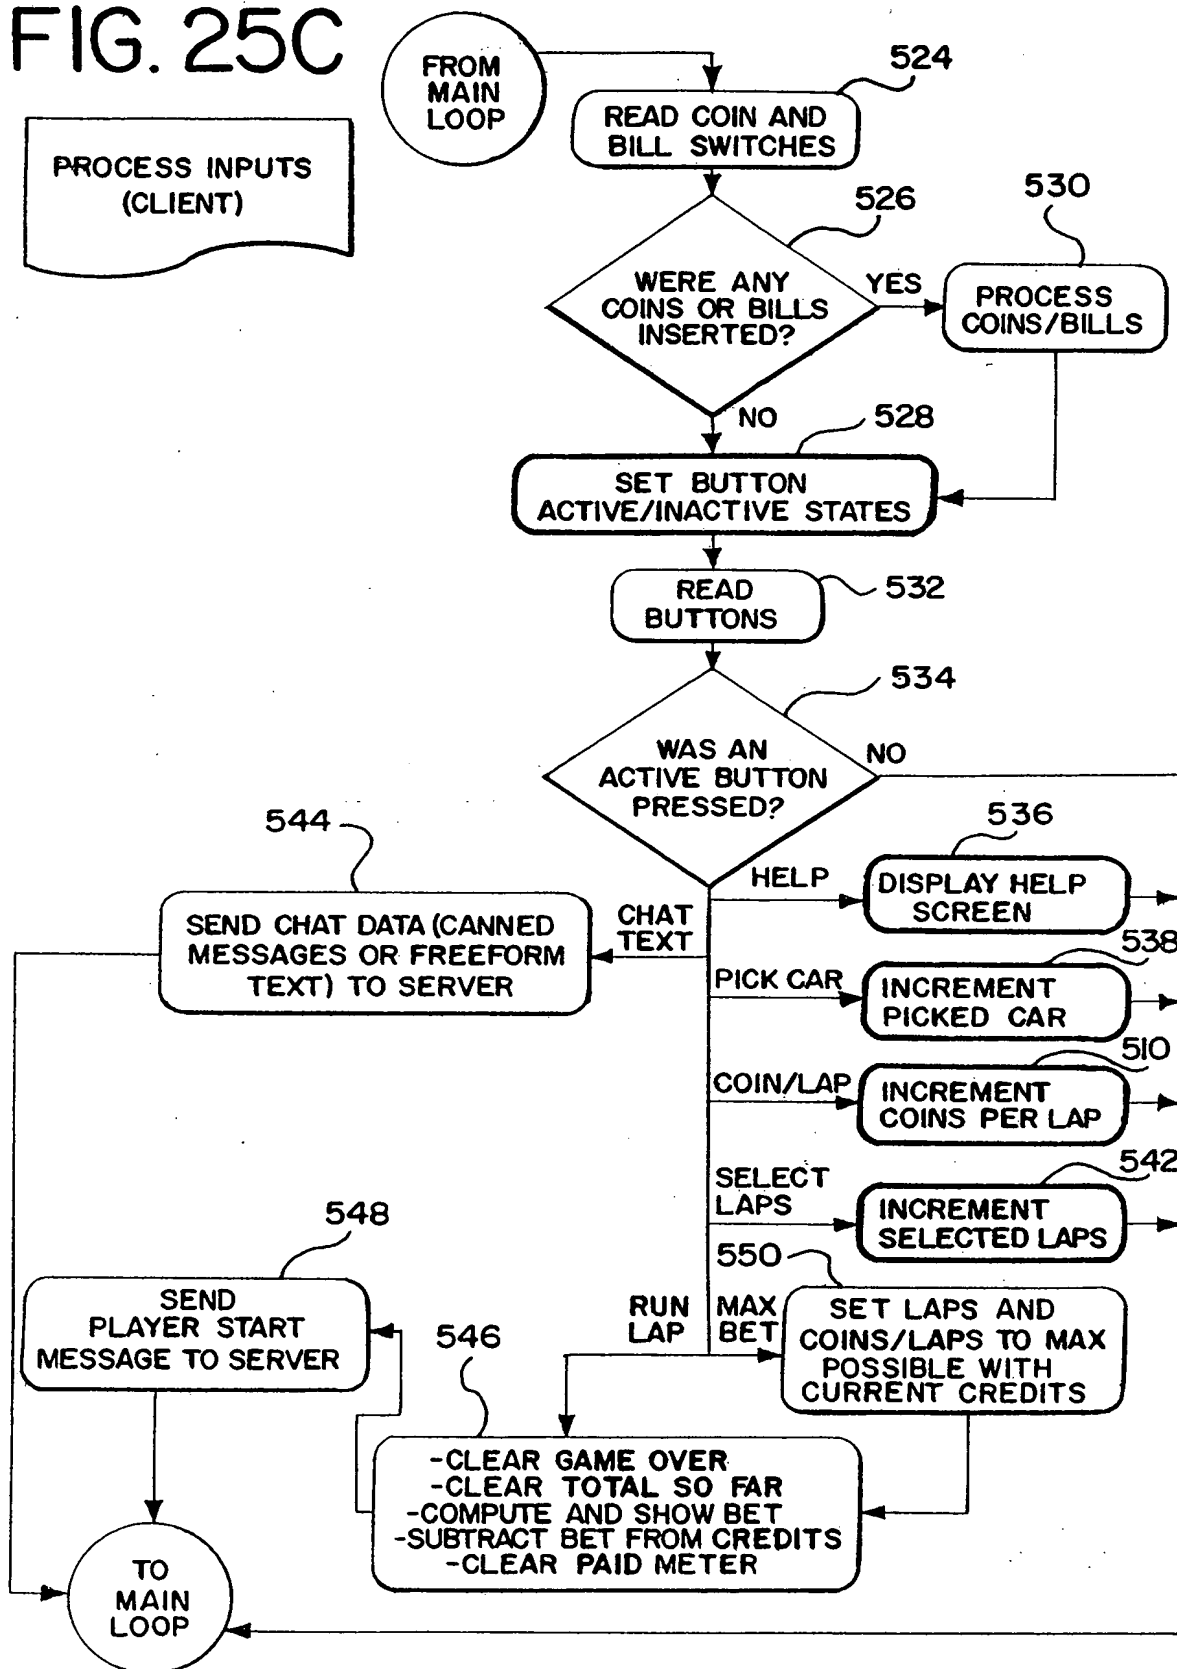 FIG. 25C
FROM
MAIN
LOOP
524
READ COIN AND
BILL SWITCHES
PROCESS INPUTS
(CLIENT)
526
530
WERE ANY
COINS OR BILLS
INSERTED?
YES
PROCESS
COINS/BILLS
NO
528
SET BUTTON
ACTIVE/INACTIVE STATES
532
READ
BUTTONS
534
WAS AN
ACTIVE BUTTON
PRESSED?
NO
544
536
HELP
DISPLAY HELP
SCREEN
SEND CHAT DATA (CANNED
MESSAGES OR FREEFORM
TEXT) TO SERVER
CHAT
TEXT
538
PICK CAR
INCREMENT
PICKED CAR
510
COIN/LAP
INCREMENT
COINS PER LAP
542
SELECT
LAPS
INCREMENT
SELECTED LAPS
548
550
SEND
PLAYER START
MESSAGE TO SERVER
RUN
LAP
MAX
BET
SET LAPS AND
COINS/LAPS TO MAX
POSSIBLE WITH
CURRENT CREDITS
546
-CLEAR GAME OVER
-CLEAR TOTAL SO FAR
-COMPUTE AND SHOW BET
-SUBTRACT BET FROM CREDITS
-CLEAR PAID METER
TO
MAIN
LOOP